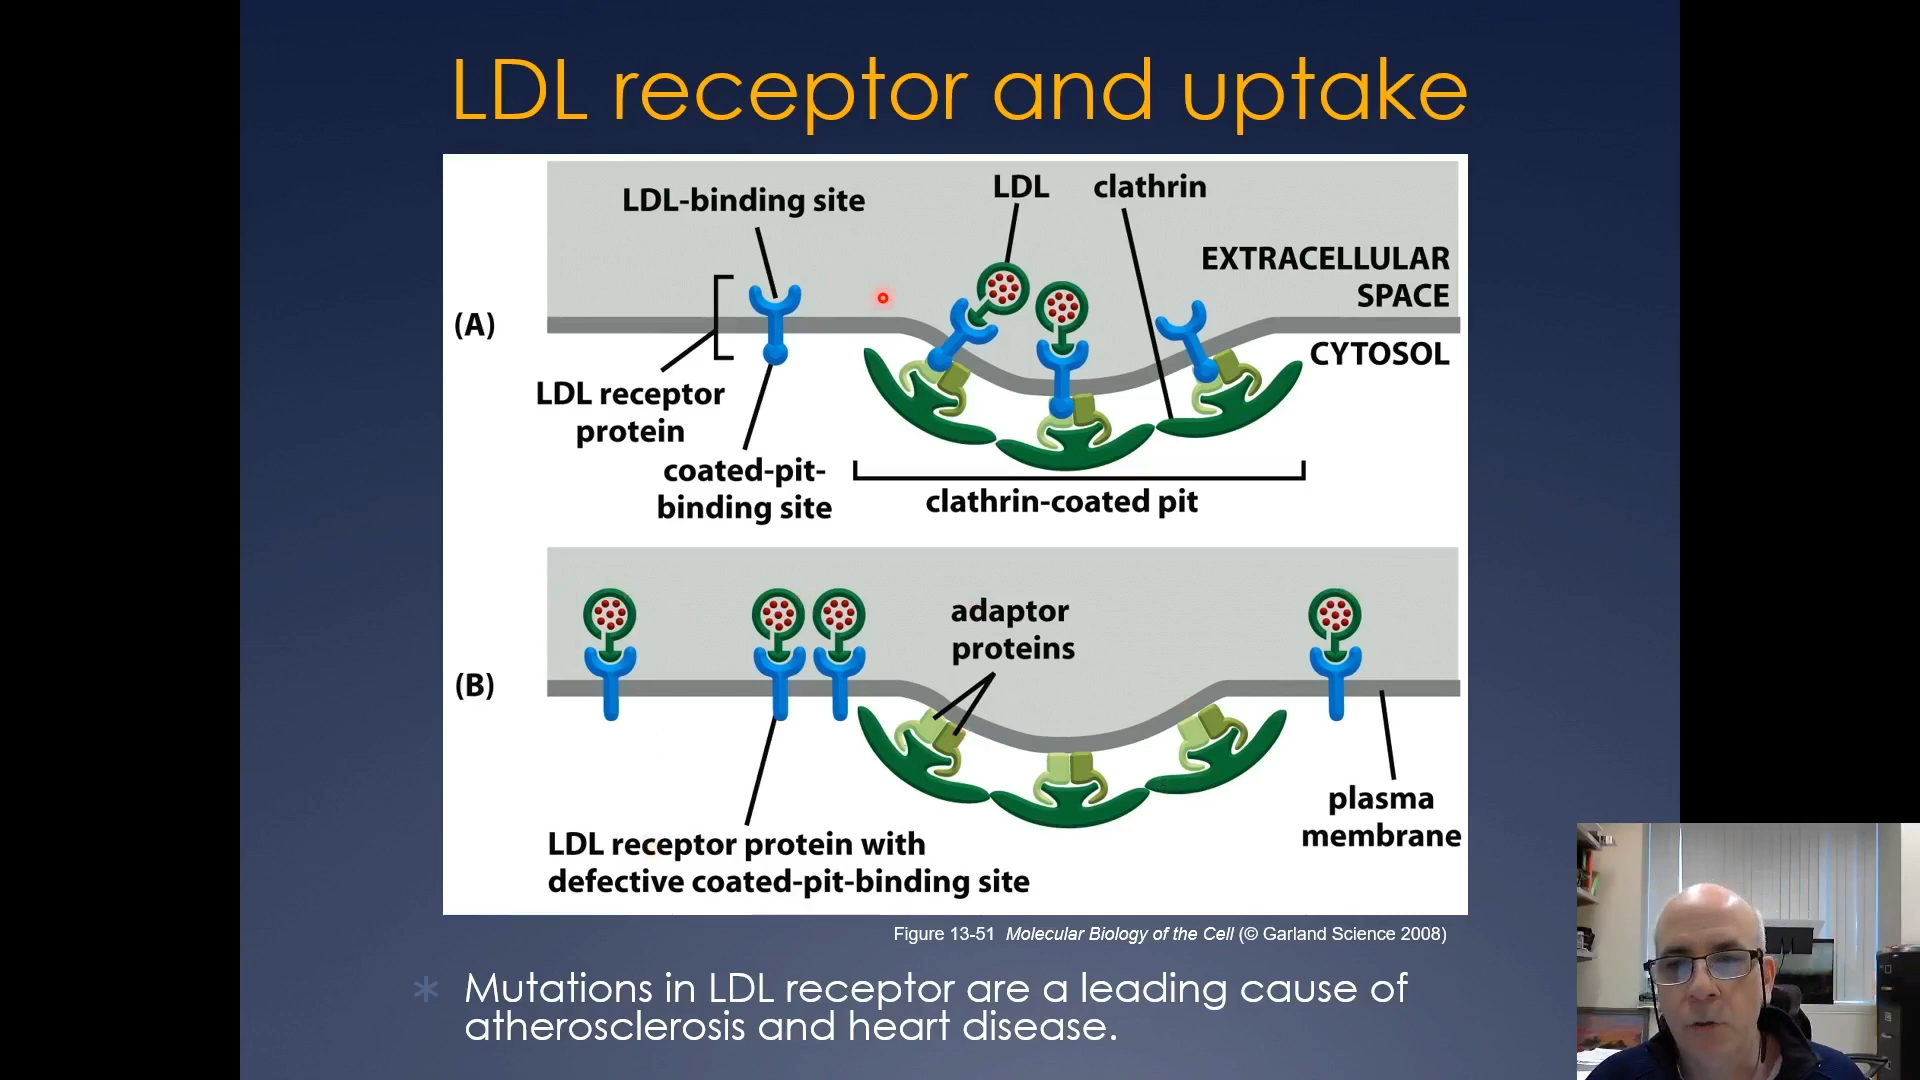 LDL receptor and uptake
LDL-binding site
LDL
clathrin
EXTRACELLULAR
SPACE
(A)
CYTOSOL
LDL receptor
protein
coated-pit-
binding site
clathrin-coated pit
adaptor
proteins
(B)
plasma
membrane
LDL receptor protein with
defective coated-pit-binding site
Figure 13-51 Molecular Biology of the Cell (© Garland Science 2008)
* Mutations in LDL receptor are a leading cause of
atherosclerosis and heart disease.